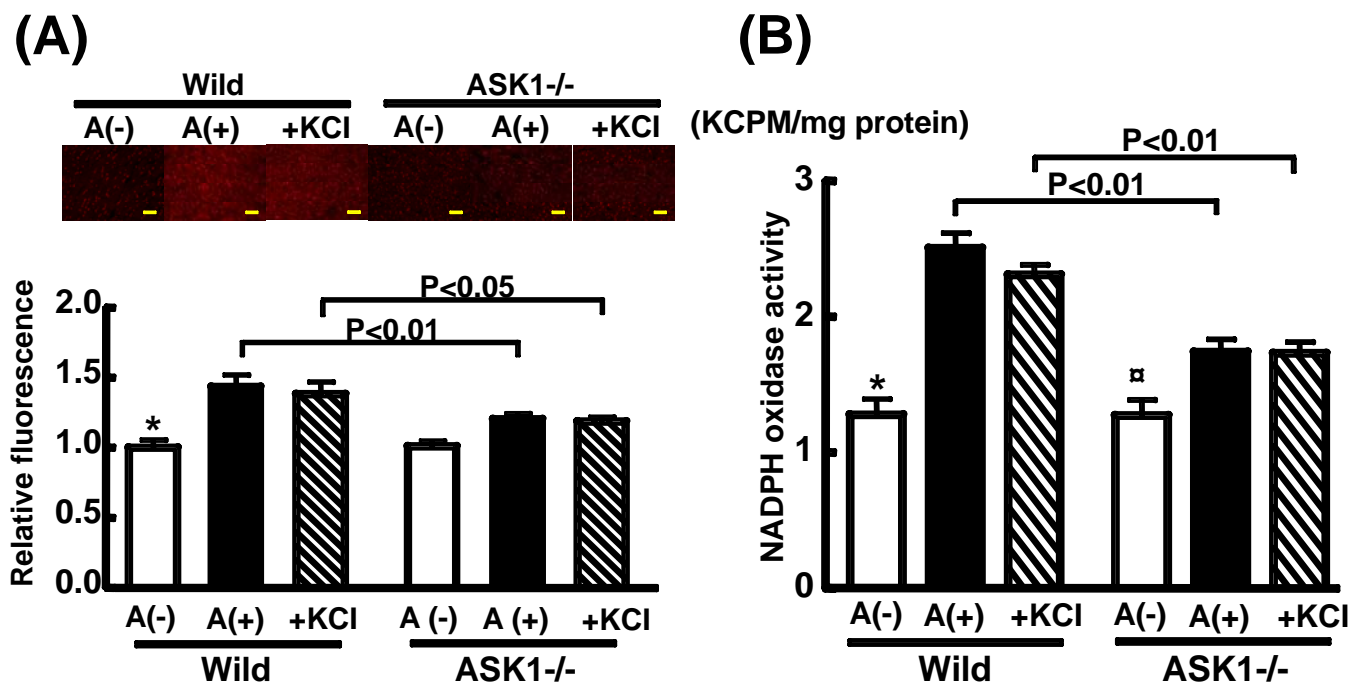 (A)
Wild ASK1-/-
A(-) A(+) +KCl A(-) A(+) +KCl
Relative fluorescence
2.0
1.5
1.0
0.5
0.0
P<0.05
P<0.01
*
A(-) A(+) +KCl A (-) A (+) +KCl
Wild ASK1-/-
(B)
(KCPM/mg protein)
NADPH oxidase activity
3
2
1
0
P<0.01
P<0.01
* ¤
A(-) A(+) +KCl A(-) A(+) +KCl
Wild ASK1-/-